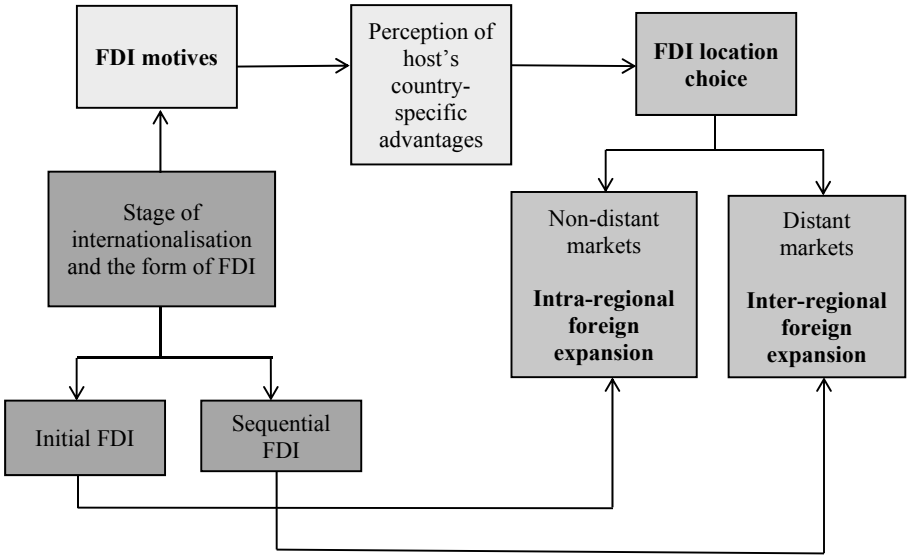 FDI motives
Perception of
host's
country-
specific
advantages
FDI location
choice
Stage of
internationalisation
and the form of FDI
Non-distant
markets
Intra-regional
foreign
expansion
Distant
markets
Inter-regional
foreign
expansion
Initial FDI
Sequential
FDI